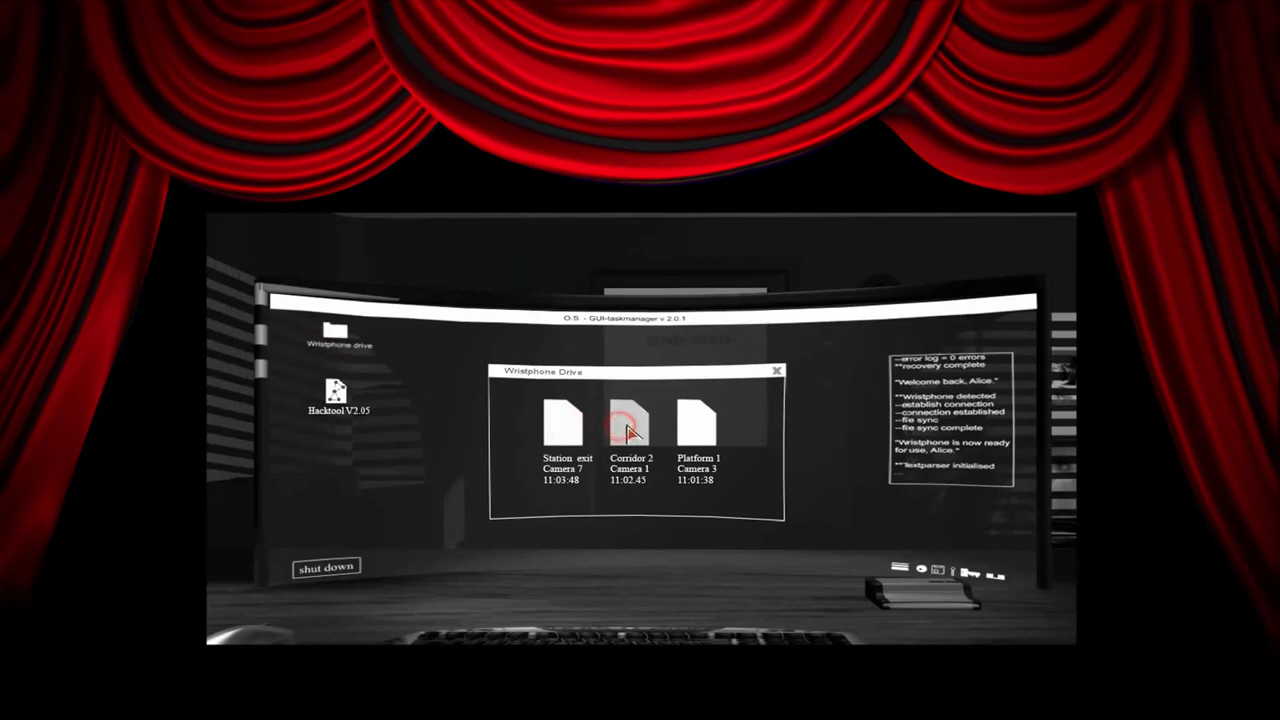 O.S - GUI-taskmanager v 2.0.1
Wristphone drive
Hacktool V2.05
Wristphone Drive
X
Station exit
Camera 7
11:03:48
Corridor 2
Camera 1
11:02.45
Platform 1
Camera 3
11:01:38
--error log = 0 errors
**recovery complete
"Welcome back, Alice."
**Wristphone detected
--establish connection
--connection established
--file sync
--file sync complete
"Wristphone is now ready
for use, Alice."
**Textparser initialised
shut down